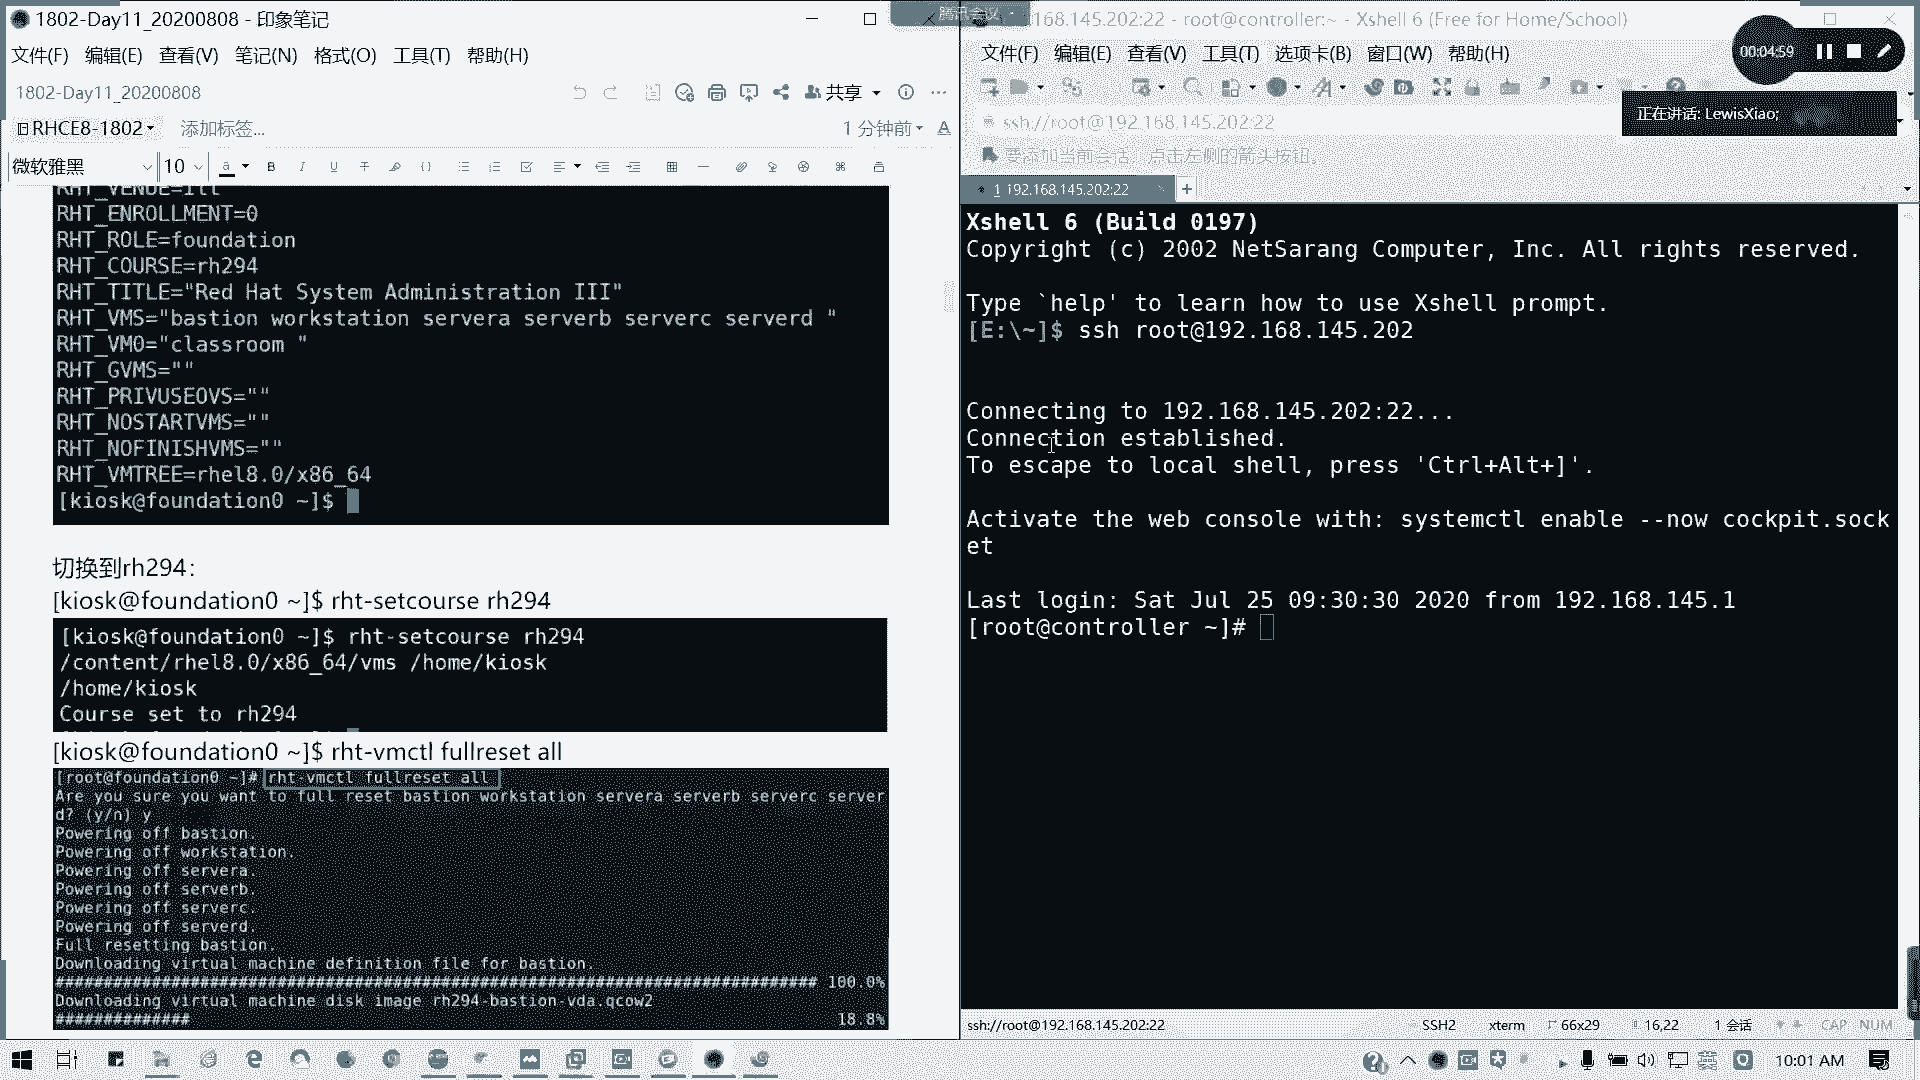 1802-Day11_20200808 - 印象笔记
文件(F) 编辑(E) 查看(V) 笔记(N) 格式(O) 工具(T) 帮助(H)
1802-Day11_20200808
共享
RHCE8-1802
添加标签...
1 分钟前
微软雅黑
10
RHT_VENUE=ILT
RHT_ENROLLMENT=0
RHT_ROLE=foundation
RHT_COURSE=rh294
RHT_TITLE="Red Hat System Administration III"
RHT_VMS="bastion workstation servera serverb serverc serverd "
RHT_VM0="classroom "
RHT_GVMS=""
RHT_PRIVUSEOVS=""
RHT_NOSTARTVMS=""
RHT_NOFINISHVMS=""
RHT_VMTREE=rhel8.0/x86_64
[kiosk@foundation0 ~]$
切换到rh294：
[kiosk@foundation0 ~]$ rht-setcourse rh294
[kiosk@foundation0 ~]$ rht-setcourse rh294
/content/rhel8.0/x86_64/vms /home/kiosk
/home/kiosk
Course set to rh294
[kiosk@foundation0 ~]$ rht-vmctl fullreset all
[root@foundation0 ~]# rht-vmctl fullreset all
Are you sure you want to full reset bastion workstation servera serverb serverc server
d? (y/n) y
Powering off bastion.
Powering off workstation.
Powering off servera.
Powering off serverb.
Powering off serverc.
Powering off serverd.
Full resetting bastion.
Downloading virtual machine definition file for bastion.
################################################################################ 100.0%
Downloading virtual machine disk image rh294-bastion-vda.qcow2
############## 18.8%
腾讯会议
168.145.202:22 - root@controller:~ - Xshell 6 (Free for Home/School)
文件(F) 编辑(E) 查看(V) 工具(T) 选项卡(B) 窗口(W) 帮助(H)
00:04:59
正在讲话: LewisXiao;
ssh://root@192.168.145.202:22
要添加当前会话，点击左侧的箭头按钮。
1 192.168.145.202:22
Xshell 6 (Build 0197)
Copyright (c) 2002 NetSarang Computer, Inc. All rights reserved.
Type `help' to learn how to use Xshell prompt.
[E:\~]$ ssh root@192.168.145.202
Connecting to 192.168.145.202:22...
Connection established.
To escape to local shell, press 'Ctrl+Alt+]'.
Activate the web console with: systemctl enable --now cockpit.sock
et
Last login: Sat Jul 25 09:30:30 2020 from 192.168.145.1
[root@controller ~]#
ssh://root@192.168.145.202:22
SSH2
xterm
66x29
16,22
1 会话
CAP NUM
英
10:01 AM